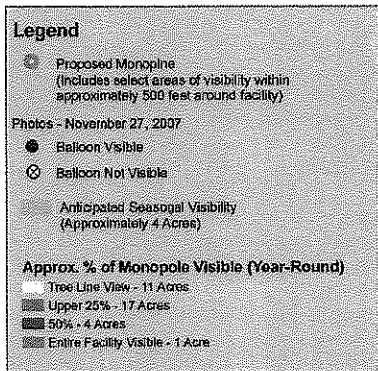 Legend
Proposed Monopine
(Includes select areas of visibility within
approximately 500 feet around facility)
Photos - November 27, 2007
Balloon Visible
Balloon Not Visible
Anticipated Seasonal Visibility
(Approximately 4 Acres)
Approx. % of Monopole Visible (Year-Round)
Tree Line View - 11 Acres
Upper 25% - 17 Acres
50% - 4 Acres
Entire Facility Visible - 1 Acre